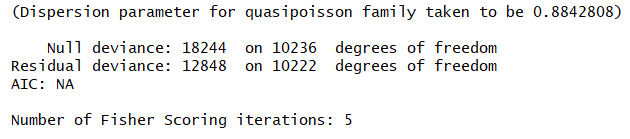 (Dispersion parameter for quasipoisson family taken to be 0.8842808)
Null deviance: 18244 on 10236 degrees of freedom
Residual deviance: 12848 on 10222 degrees of freedom
AIC: NA
Number of Fisher Scoring iterations: 5